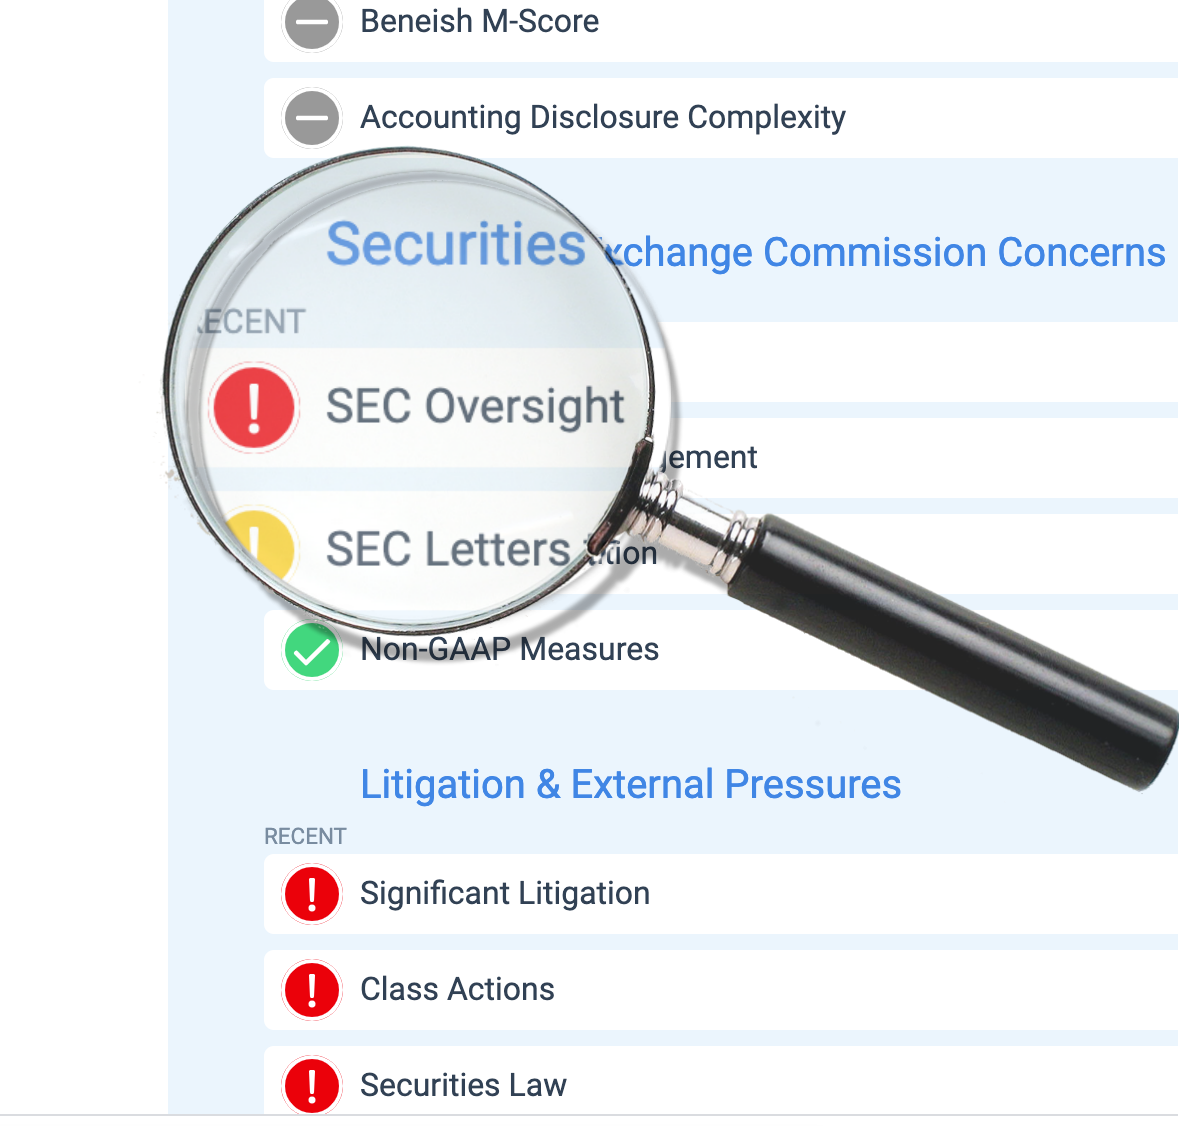 Beneish M-Score
Accounting Disclosure Complexity
Securities xchange Commission Concerns
ECENT
SEC Oversight
gement
SEC Letters
tion
Non-GAAP Measures
Litigation & External Pressures
RECENT
Significant Litigation
Class Actions
Securities Law